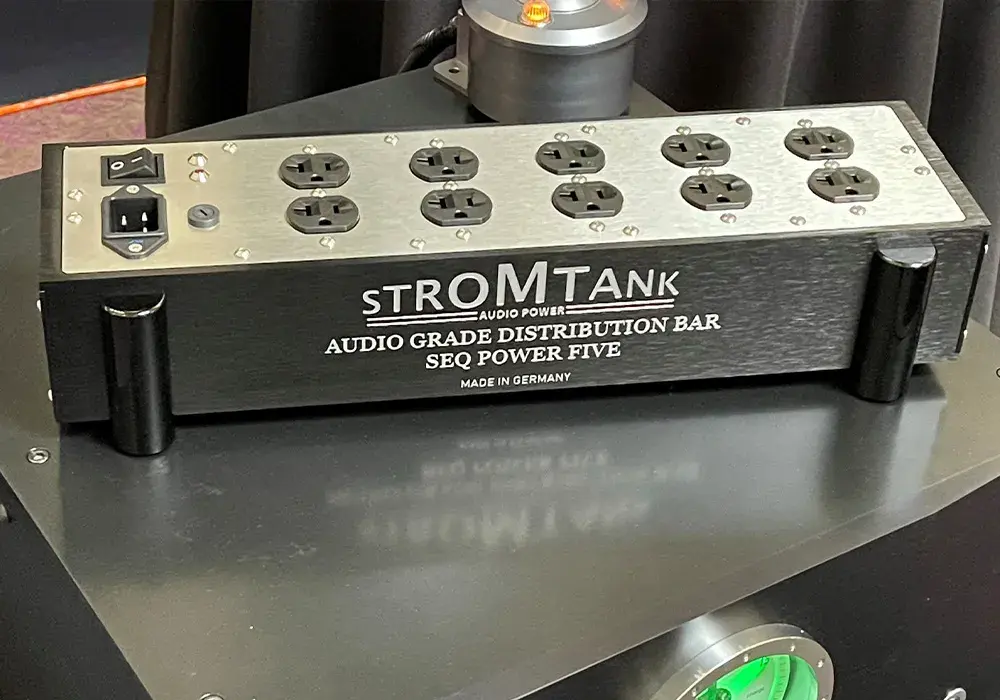 STROMTANK
AUDIO POWER
AUDIO GRADE DISTRIBUTION BAR
SEQ POWER FIVE
MADE IN GERMANY